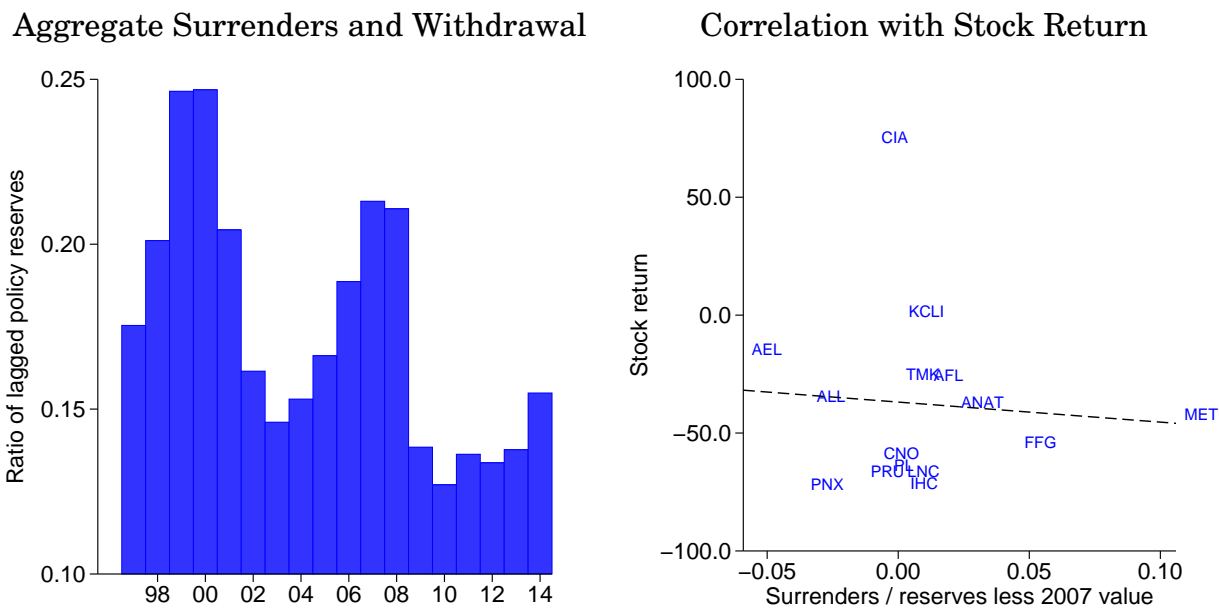 Aggregate Surrenders and Withdrawal
Ratio of lagged policy reserves
0.25
0.20
0.15
0.10
98 00 02 04 06 08 10 12 14
Correlation with Stock Return
Stock return
100.0
50.0
0.0
−50.0
−100.0
CIA
KCLI
AEL
TMK AFL
ALL
ANAT
MET
FFG
CNO
PL
PRU LNC
PNX
IHC
−0.05 0.00 0.05 0.10
Surrenders / reserves less 2007 value